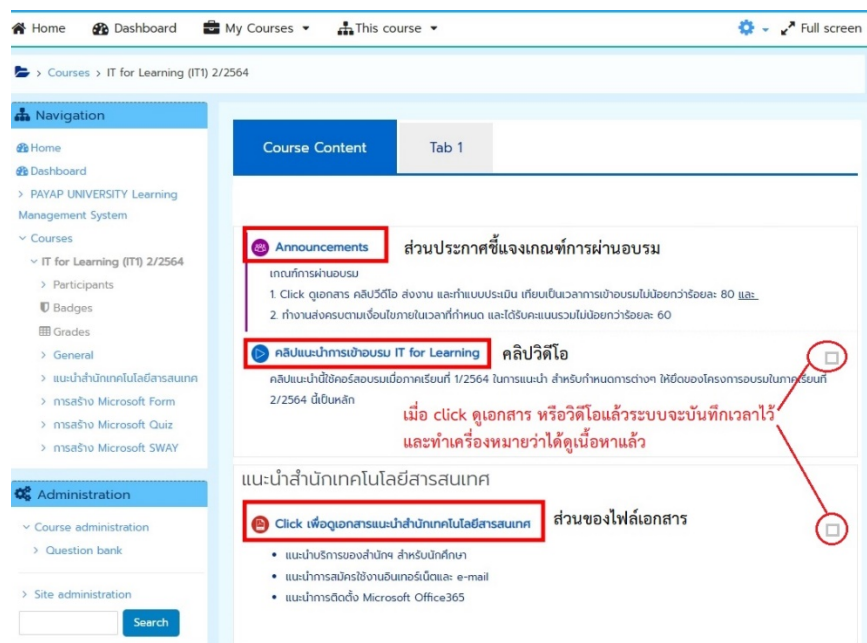 Home Dashboard My Courses This course Full screen
> Courses > IT for Learning (IT1) 2/2564
Navigation
Home
Dashboard
> PAYAP UNIVERSITY Learning
Management System
Courses
IT for Learning (IT1) 2/2564
> Participants
Badges
Grades
> General
> แนะนำสำนักเทคโนโลยีสารสนเทศ
> การสร้าง Microsoft Form
> การสร้าง Microsoft Quiz
> การสร้าง Microsoft SWAY
Administration
Course administration
> Question bank
> Site administration
Search
Course Content Tab 1
Announcements ส่วนประกาศชี้แจงเกณฑ์การผ่านอบรม
เกณฑ์การผ่านอบรม
1. Click ดูเอกสาร คลิปวีดีโอ ส่งงาน และทำแบบประเมิน เทียบเป็นเวลาการเข้าอบรมไม่น้อยกว่าร้อยละ 80 และ
2. ทำงานส่งครบตามเงื่อนไขภายในเวลาที่กำหนด และได้รับคะแนนรวมไม่น้อยกว่าร้อยละ 60
คลิปแนะนำการเข้าอบรม IT for Learning คลิปวิดีโอ
คลิปแนะนำนี้ใช้คอร์สอบรมเมื่อภาคเรียนที่ 1/2564 ในการแนะนำ สำหรับกำหนดการต่างๆ ให้ยึดของโครงการอบรมในภาคเรียนที่
2/2564 นี้เป็นหลัก
เมื่อ click ดูเอกสาร หรือวิดีโอแล้วระบบจะบันทึกเวลาไว้
และทำเครื่องหมายว่าได้ดูเนื้อหาแล้ว
แนะนำสำนักเทคโนโลยีสารสนเทศ
Click เพื่อดูเอกสารแนะนำสำนักเทคโนโลยีสารสนเทศ ส่วนของไฟล์เอกสาร
• แนะนำบริการของสำนักฯ สำหรับนักศึกษา
• แนะนำการสมัครใช้งานอินเทอร์เน็ตและ e-mail
• แนะนำการติดตั้ง Microsoft Office365